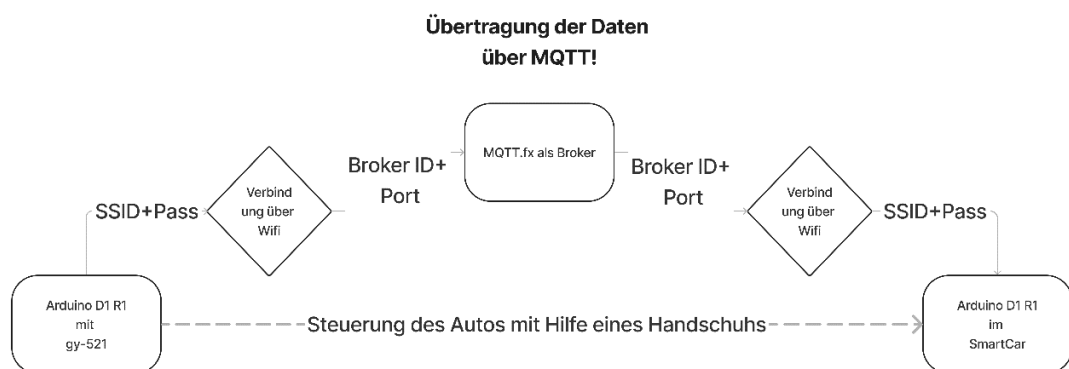 Übertragung der Daten
über MQTT!
MQTT.fx als Broker
Broker ID+
Port
Broker ID+
Port
Verbind
ung über
Wifi
Verbind
ung über
Wifi
SSID+Pass
SSID+Pass
Arduino D1 R1
mit
gy-521
Steuerung des Autos mit Hilfe eines Handschuhs
Arduino D1 R1
im
SmartCar